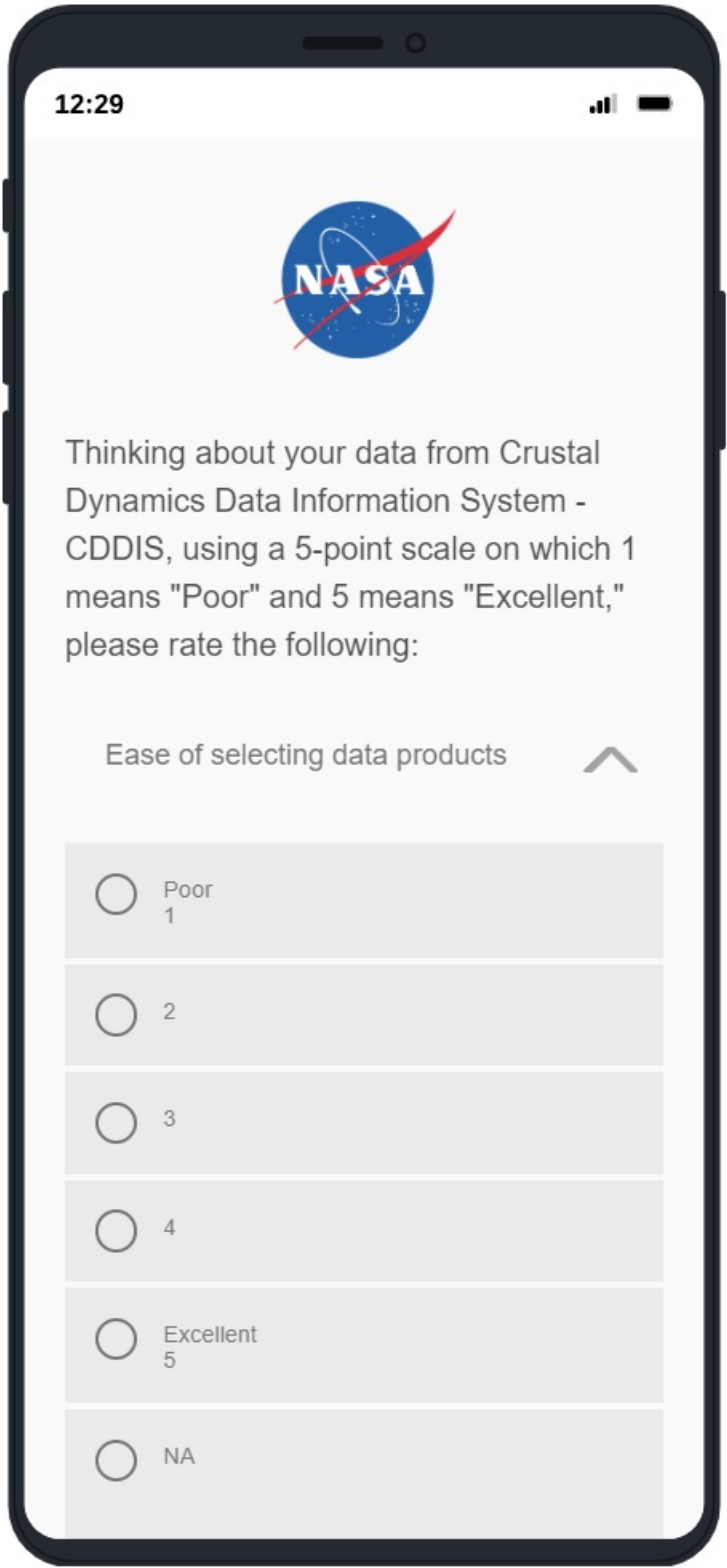 12:29
NASA
Thinking about your data from Crustal
Dynamics Data Information System -
CDDIS, using a 5-point scale on which 1
means "Poor" and 5 means "Excellent,"
please rate the following:
Ease of selecting data products
Poor
1
2
3
4
Excellent
5
NA